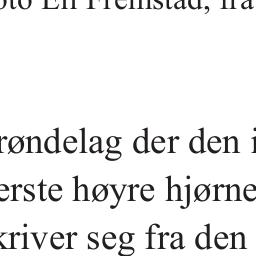 oto Eli Fremstad, fra
røndelag der den i
erste høyre hjørne
kriver seg fra den